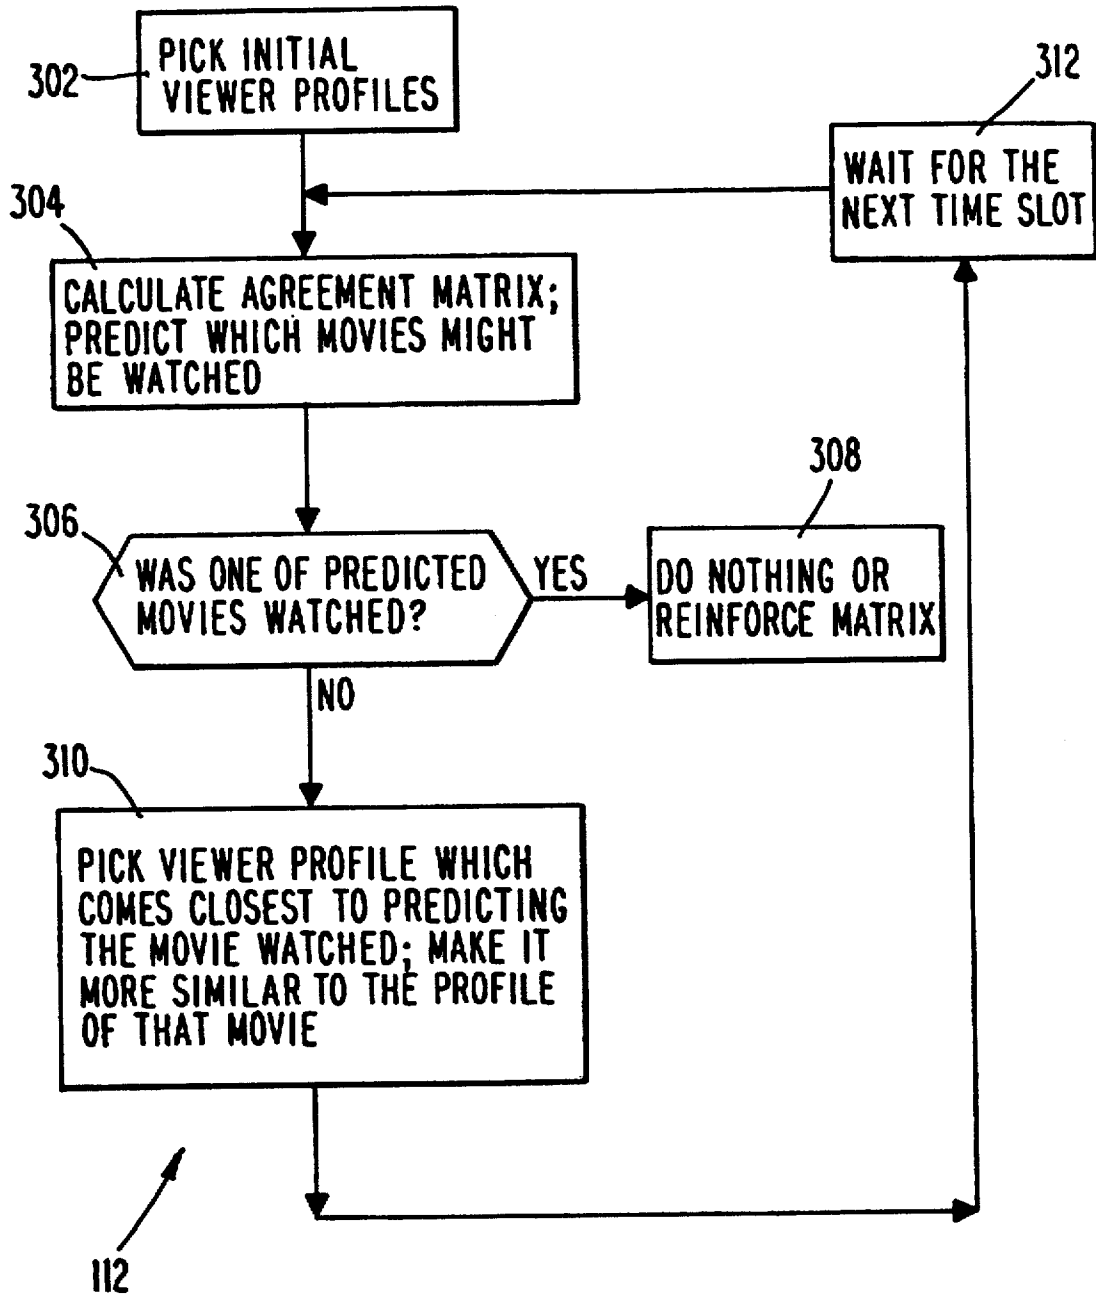 302
PICK INITIAL
VIEWER PROFILES
312
WAIT FOR THE
NEXT TIME SLOT
304
CALCULATE AGREEMENT MATRIX;
PREDICT WHICH MOVIES MIGHT
BE WATCHED
306
WAS ONE OF PREDICTED
MOVIES WATCHED?
YES
308
DO NOTHING OR
REINFORCE MATRIX
NO
310
PICK VIEWER PROFILE WHICH
COMES CLOSEST TO PREDICTING
THE MOVIE WATCHED; MAKE IT
MORE SIMILAR TO THE PROFILE
OF THAT MOVIE
112